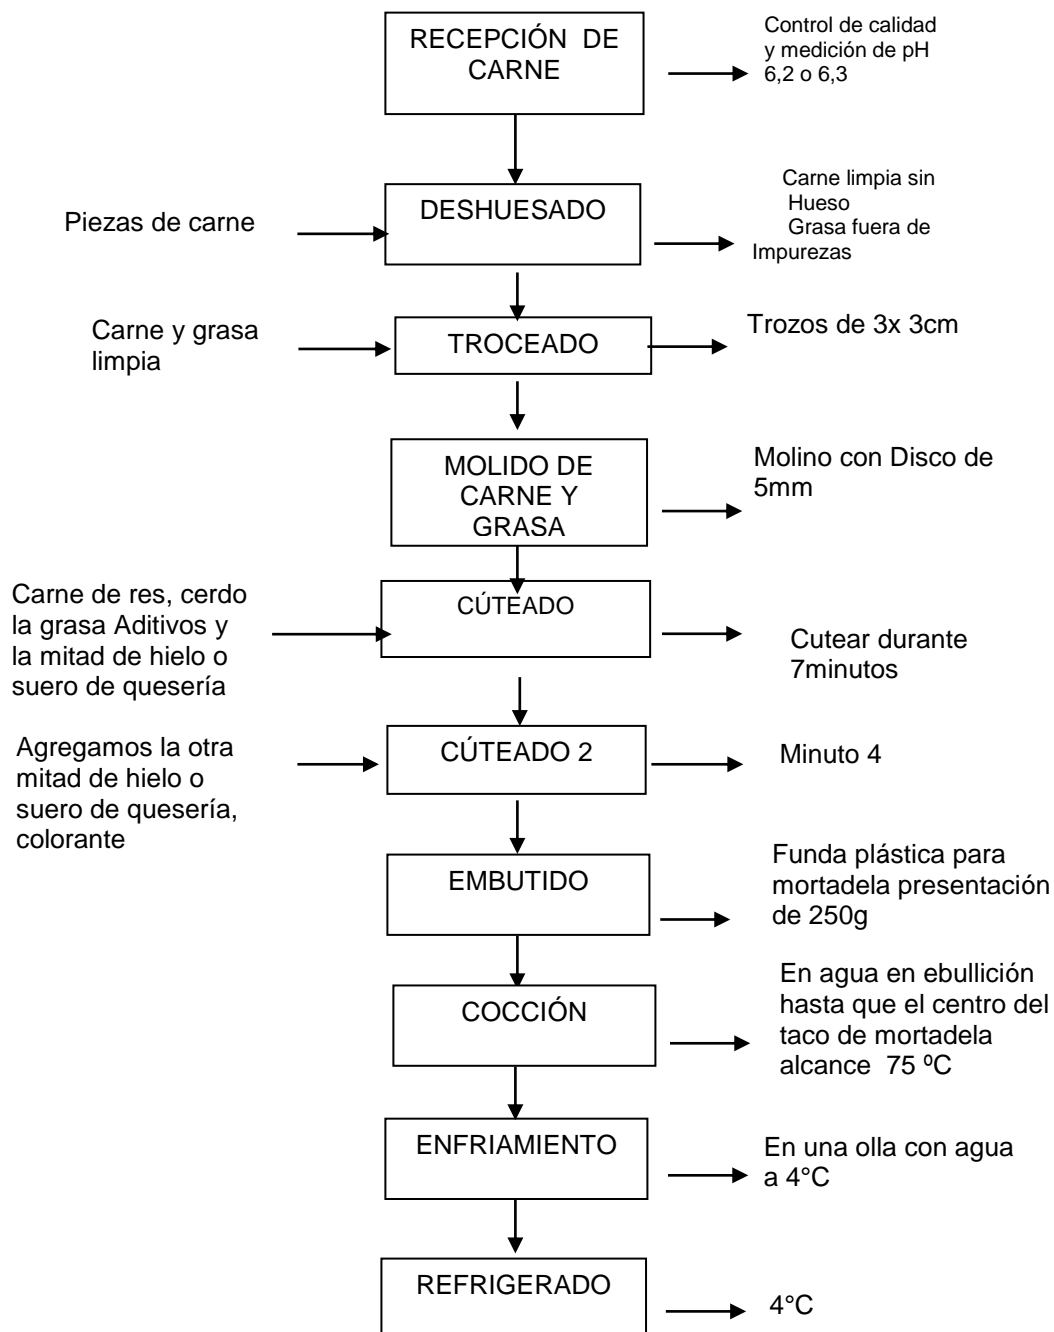 RECEPCIÓN DE
CARNE
Control de calidad
y medición de pH
6,2 o 6,3
Piezas de carne
DESHUESADO
Carne limpia sin
Hueso
Grasa fuera de
Impurezas
Carne y grasa
limpia
TROCEADO
Trozos de 3x 3cm
MOLIDO DE
CARNE Y
GRASA
Molino con Disco de
5mm
Carne de res, cerdo
la grasa Aditivos y
la mitad de hielo o
suero de quesería
CÚTEADO
Cutear durante
7minutos
Agregamos la otra
mitad de hielo o
suero de quesería,
colorante
CÚTEADO 2
Minuto 4
EMBUTIDO
Funda plástica para
mortadela presentación
de 250g
COCCIÓN
En agua en ebullición
hasta que el centro del
taco de mortadela
alcance 75 ºC
ENFRIAMIENTO
En una olla con agua
a 4°C
REFRIGERADO
4°C